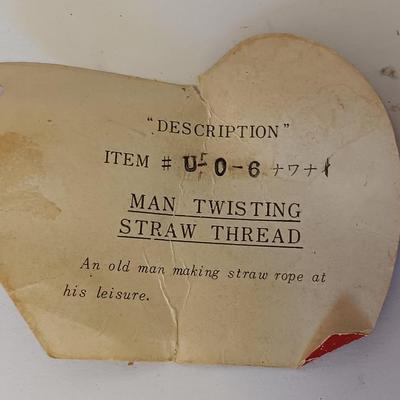 "DESCRIPTION"
ITEM # U-0-6 ナワナイ
MAN TWISTING
STRAW THREAD
An old man making straw rope at
his leisure.